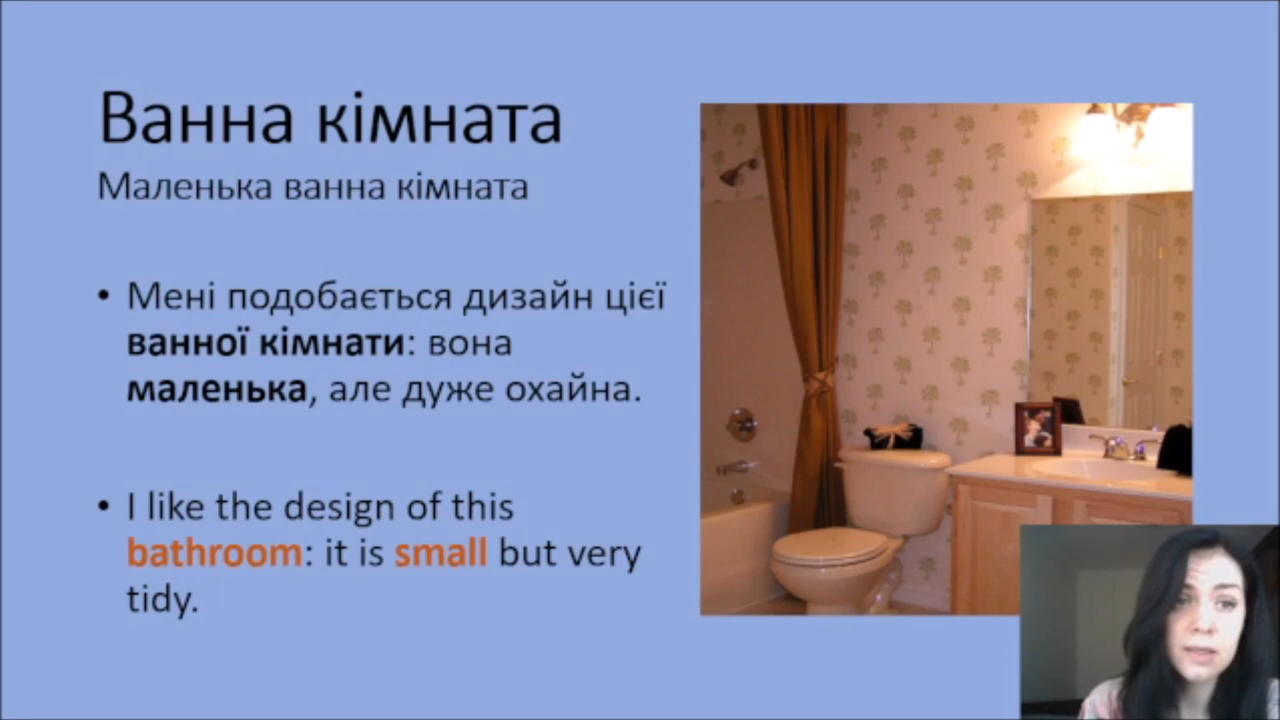 Ванна кімната
Маленька ванна кімната
• Мені подобається дизайн цієї
ванної кімнати: вона
маленька, але дуже охайна.
• I like the design of this
bathroom: it is small but very
tidy.